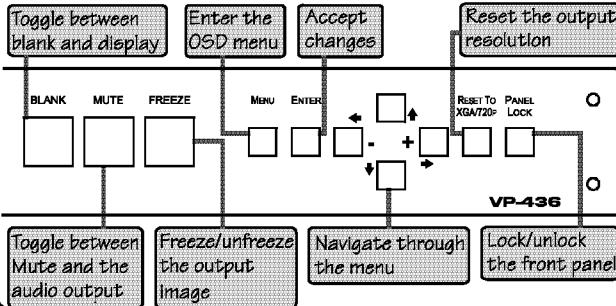 Toggle between
blank and display
Enter the
OSD menu
Accept
changes
Reset the output
resolution
BLANK
MUTE
FREEZE
MENU
ENTER
RESET TO
XGA/720P
PANEL
LOCK
-
+
VP-436
Toggle between
Mute and the
audio output
Freeze/unfreeze
the output
image
Navigate through
the menu
Lock/unlock
the front panel